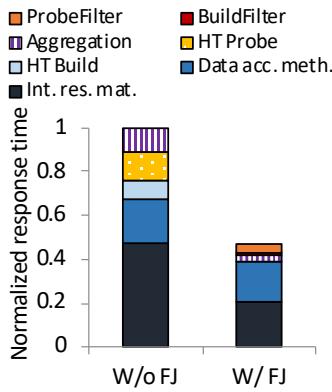 ProbeFilter BuildFilter
Aggregation HT Probe
HT Build Data acc. meth.
Int. res. mat.
Normalized response time
1
0.8
0.6
0.4
0.2
0
W/o FJ W/ FJ